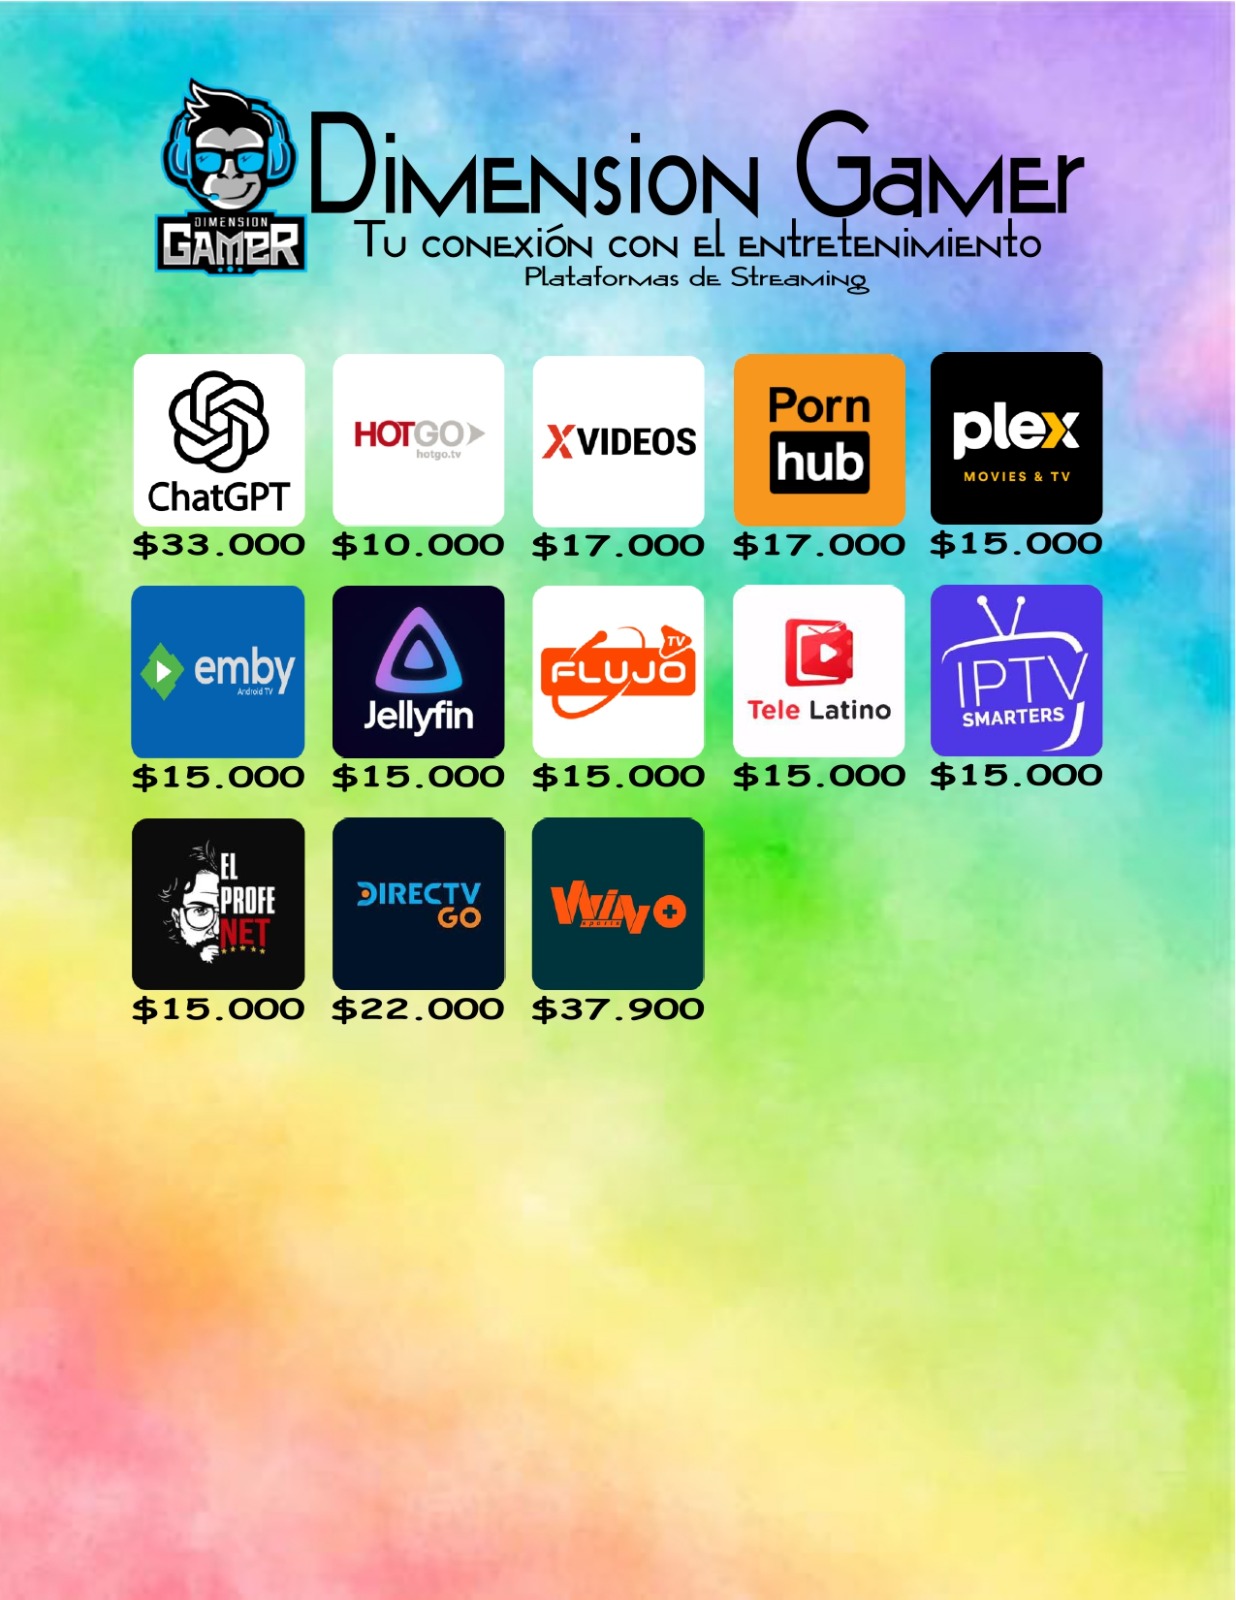 Dimension Gamer
DIMENSION
GAMER
Tu conexión con el entretenimiento
Plataformas de Streaming
ChatGPT
HOTGO
hotgo.tv
XVIDEOS
Porn
hub
plex
MOVIES & TV
$33.000 $10.000 $17.000 $17.000 $15.000
emby
Android TV
Jellyfin
TV
FLUJO
Tele Latino
IPTV
SMARTERS
$15.000 $15.000 $15.000 $15.000 $15.000
EL
PROFE
NET
DIRECTV
GO
WiN+
sports
$15.000 $22.000 $37.900